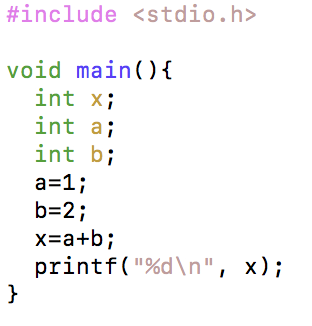 #include <stdio.h>

void main(){
  int x;
  int a;
  int b;
  a=1;
  b=2;
  x=a+b;
  printf("%d\n", x);
}